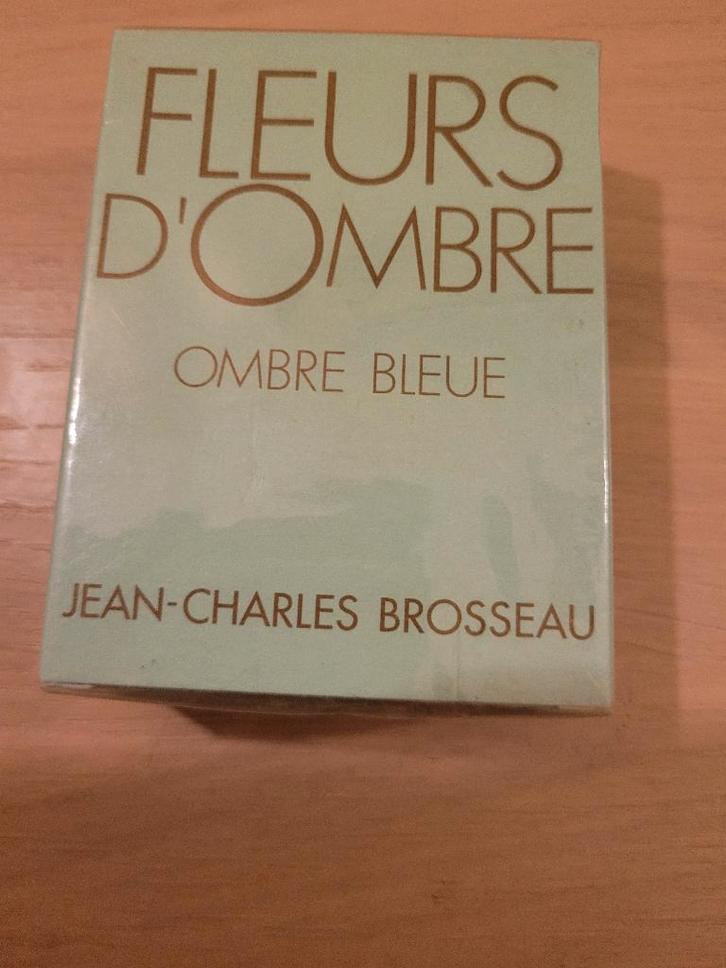 FLEURS
D'OMBRE
OMBRE BLEUE
JEAN-CHARLES BROSSEAU